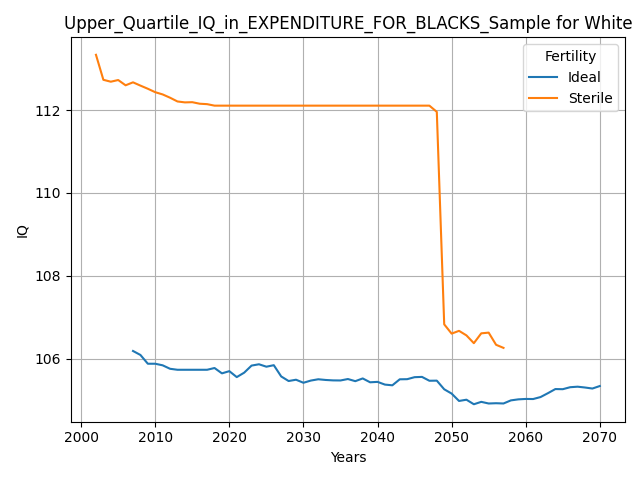 Upper_Quartile_IQ_in_EXPENDITURE_FOR_BLACKS_Sample for White
Fertility
Ideal
Sterile
112
110
108
106
IQ
2000 2010 2020 2030 2040 2050 2060 2070
Years